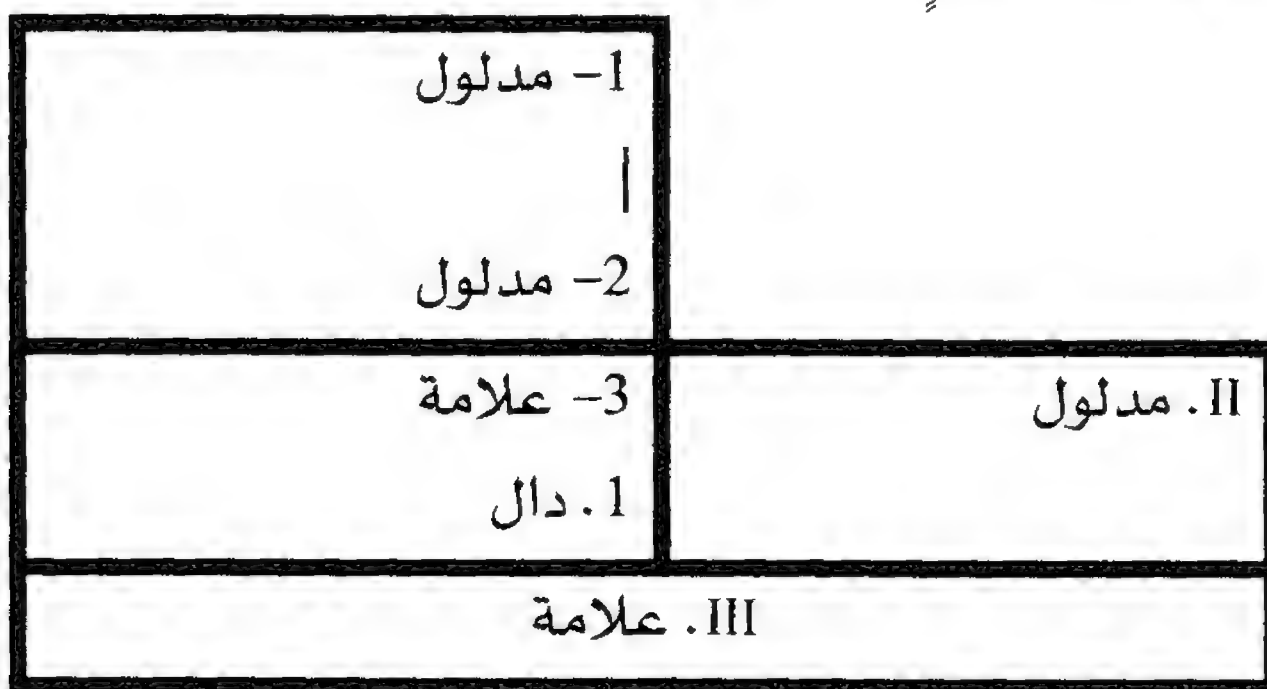 1- مدلول
|
2- مدلول
3- علامة
1. دال
II. مدلول
III. علامة